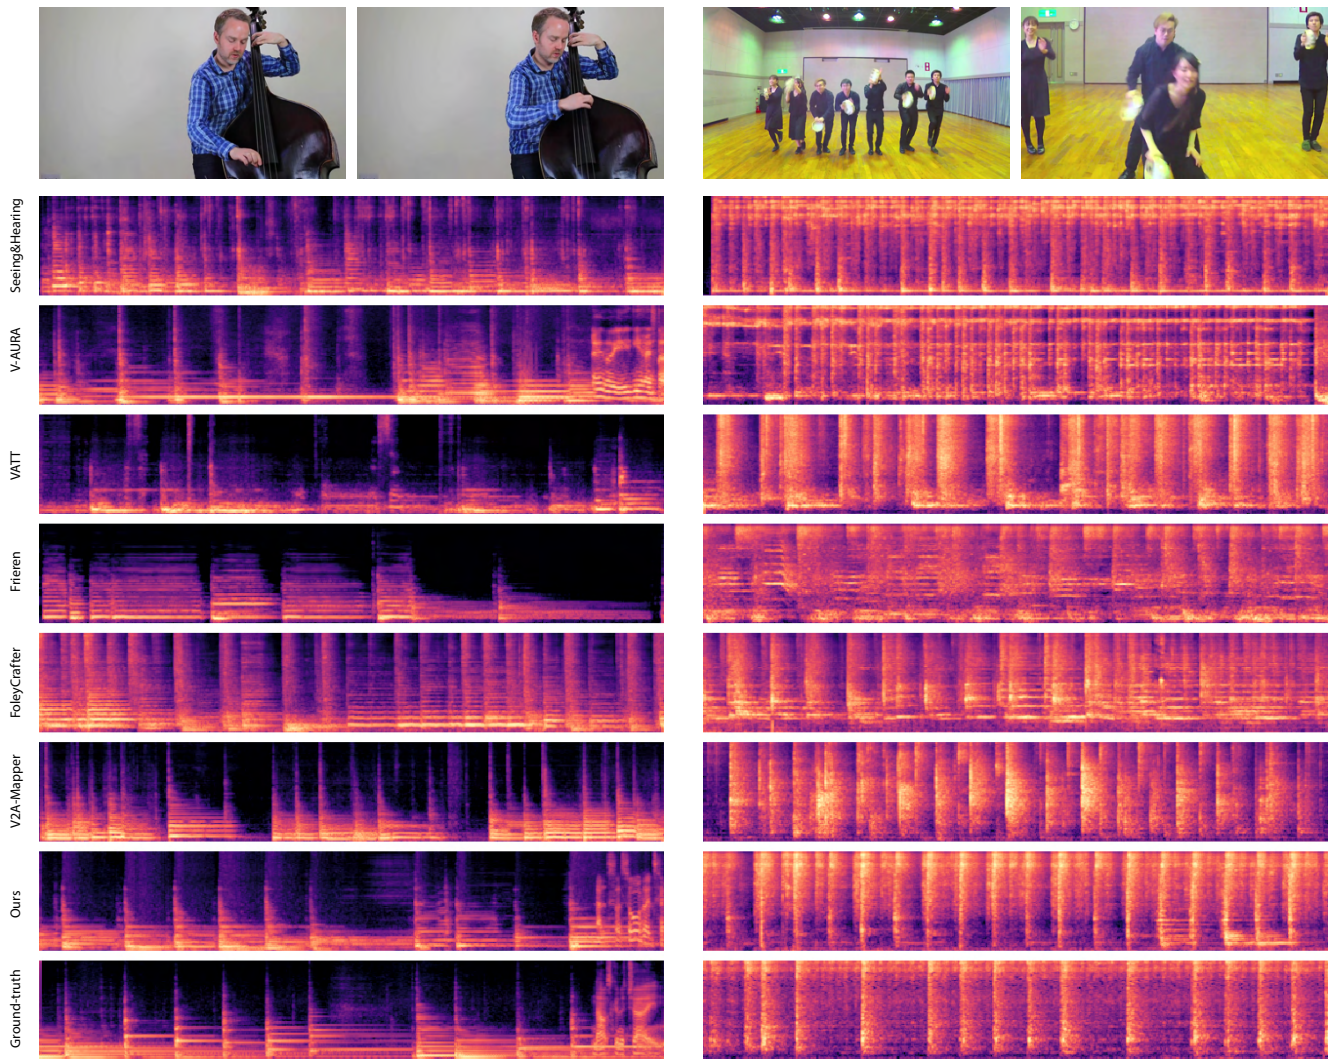 Seeing&Hearing
V-AURA
VATT
Frieren
FoleyCrafter
V2A-Mapper
Ours
Ground-truth